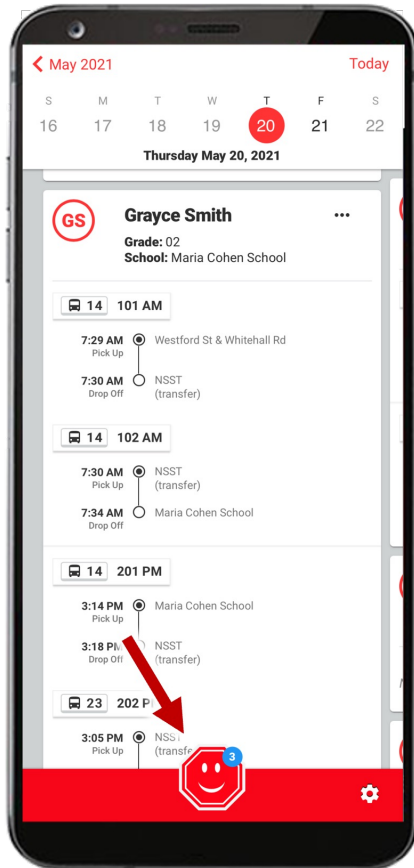 May 2021 Today
S M T W T F S
16 17 18 19 20 21 22
Thursday May 20, 2021
GS Grayce Smith
Grade: 02
School: Maria Cohen School
14 101 AM
7:29 AM Westford St & Whitehall Rd
Pick Up
7:30 AM NSST
Drop Off (transfer)
14 102 AM
7:30 AM NSST
Pick Up (transfer)
7:34 AM Maria Cohen School
Drop Off
14 201 PM
3:14 PM Maria Cohen School
Pick Up
3:18 PM NSST
Drop Off (transfer)
23 202 P
3:05 PM NSST
Pick Up (transfe
3